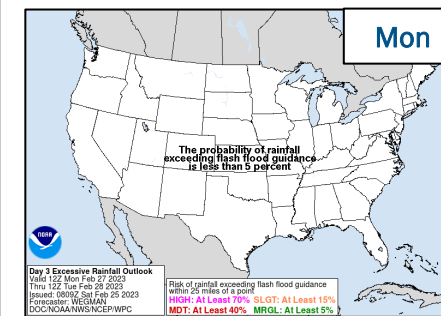 Mon
The probability of rainfall
exceeding flash flood guidance
is less than 5 percent
NOAA
Day 3 Excessive Rainfall Outlook
Valid 12Z Mon Feb 27 2023
Thru 12Z Tue Feb 28 2023
Issued: 0809Z Sat Feb 25 2023
Forecaster: WEGMAN
DOC/NOAA/NWS/NCEP/WPC
Risk of rainfall exceeding flash flood guidance
within 25 miles of a point
HIGH: At Least 70% SLGT: At Least 15%
MDT: At Least 40% MRGL: At Least 5%